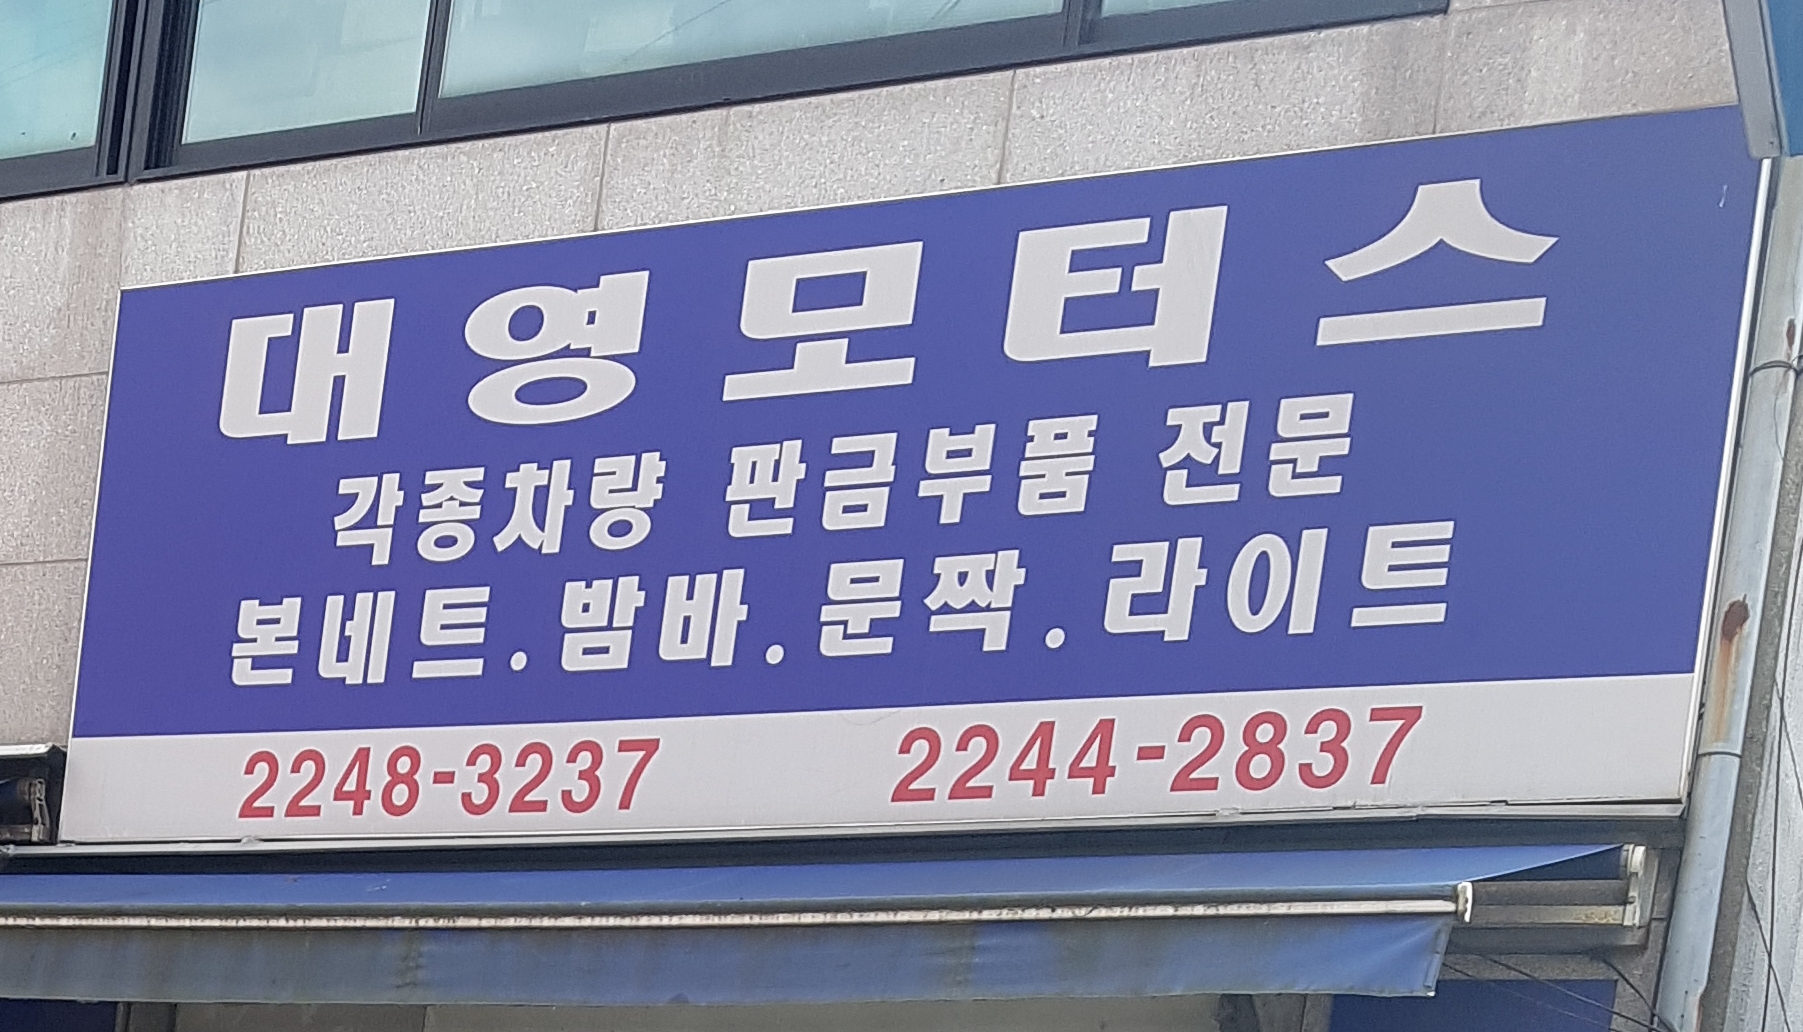 대영모터스
각종차량 판금부품 전문
본네트.밤바.문짝.라이트
2248-3237 2244-2837